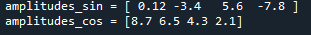 amplitudes_sin = [ 0.12 -3.4   5.6  -7.8 ]
amplitudes_cos = [8.7 6.5 4.3 2.1]